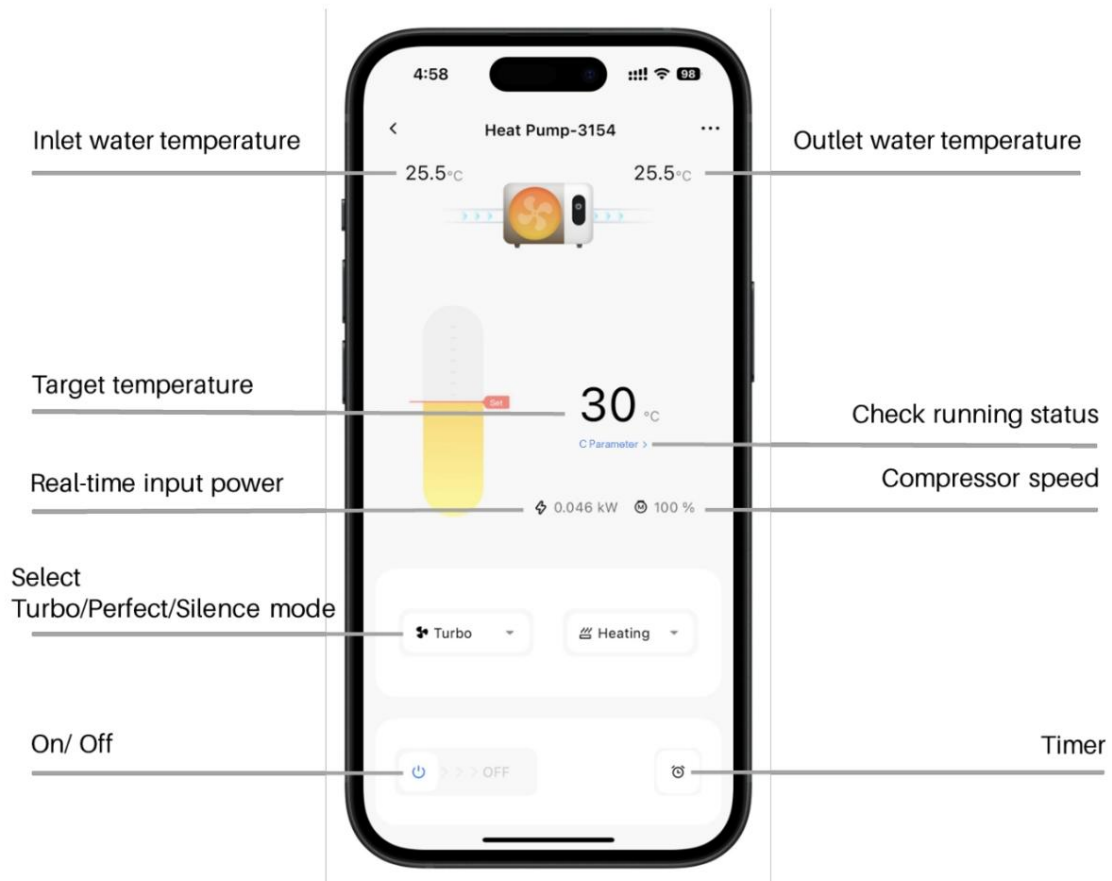 4:58
98
Heat Pump-3154
Inlet water temperature
Outlet water temperature
25.5°C
25.5°C
Target temperature
Set
30 °C
Check running status
C Parameter >
Real-time input power
Compressor speed
0.046 kW
100 %
Select
Turbo/Perfect/Silence mode
Turbo
Heating
On/ Off
Timer
OFF